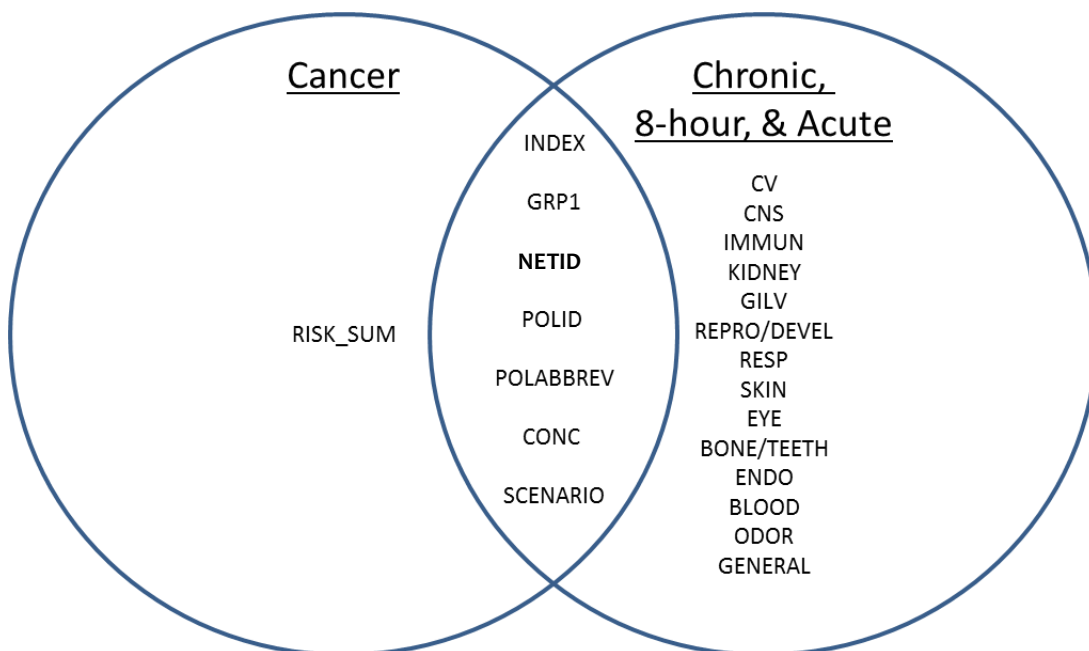 Cancer
Chronic,
8-hour, & Acute
INDEX
GRP1
NETID
POLID
POLABBREV
CONC
SCENARIO
RISK_SUM
CV
CNS
IMMUN
KIDNEY
GILV
REPRO/DEVEL
RESP
SKIN
EYE
BONE/TEETH
ENDO
BLOOD
ODOR
GENERAL